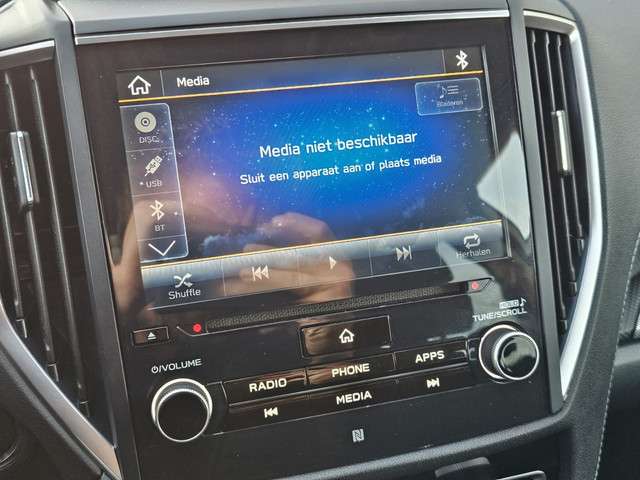 Media
Bladeren
DISC
Media niet beschikbaar
Sluit een apparaat aan of plaats media
USB
BT
Shuffle
Herhalen
HOLD
TUNE/SCROLL
VOLUME
RADIO
PHONE
APPS
MEDIA